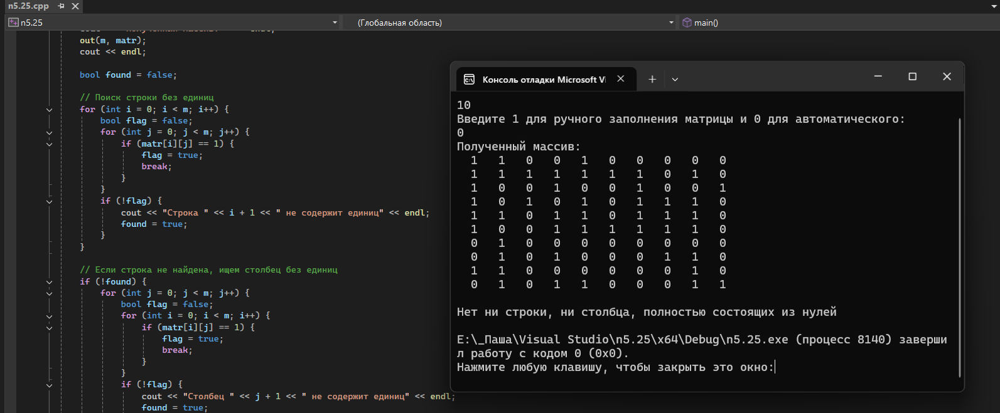 n5.25.cpp
n5.25
(Глобальная область)
main()
out(m, matr);
cout << endl;
bool found = false;
// Поиск строки без единиц
for (int i = 0; i < m; i++) {
bool flag = false;
for (int j = 0; j < m; j++) {
if (matr[i][j] == 1) {
flag = true;
break;
}
}
if (!flag) {
cout << "Строка " << i + 1 << " не содержит единиц" << endl;
found = true;
}
}
// Если строка не найдена, ищем столбец без единиц
if (!found) {
for (int j = 0; j < m; j++) {
bool flag = false;
for (int i = 0; i < m; i++) {
if (matr[i][j] == 1) {
flag = true;
break;
}
}
if (!flag) {
cout << "Столбец " << j + 1 << " не содержит единиц" << endl;
found = true;
Консоль отладки Microsoft Vi
10
Введите 1 для ручного заполнения матрицы и 0 для автоматического:
0
Полученный массив:
1 1 0 0 1 0 0 0 0 0
1 1 1 1 1 1 1 0 1 0
1 0 0 1 0 0 1 0 0 1
1 0 1 0 1 0 1 1 1 0
1 1 0 1 1 0 1 1 1 0
1 0 0 1 1 1 1 1 1 0
0 1 0 0 0 0 0 0 0 0
0 1 0 1 0 0 0 1 1 0
1 1 0 0 0 0 0 0 1 0
0 1 0 1 1 0 0 0 1 1
Нет ни строки, ни столбца, полностью состоящих из нулей
E:\_Паша\Visual Studio\n5.25\x64\Debug\n5.25.exe (процесс 8140) заверши
л работу с кодом 0 (0x0).
Нажмите любую клавишу, чтобы закрыть это окно: